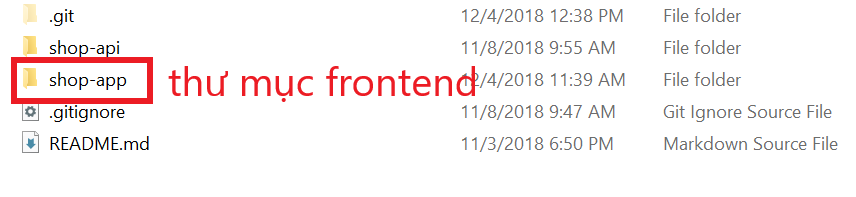 .git 12/4/2018 12:38 PM File folder
shop-api 11/8/2018 9:55 AM File folder
shop-app thư mục frontend 12/4/2018 11:39 AM File folder
.gitignore 11/8/2018 9:47 AM Git Ignore Source File
README.md 11/3/2018 6:50 PM Markdown Source File